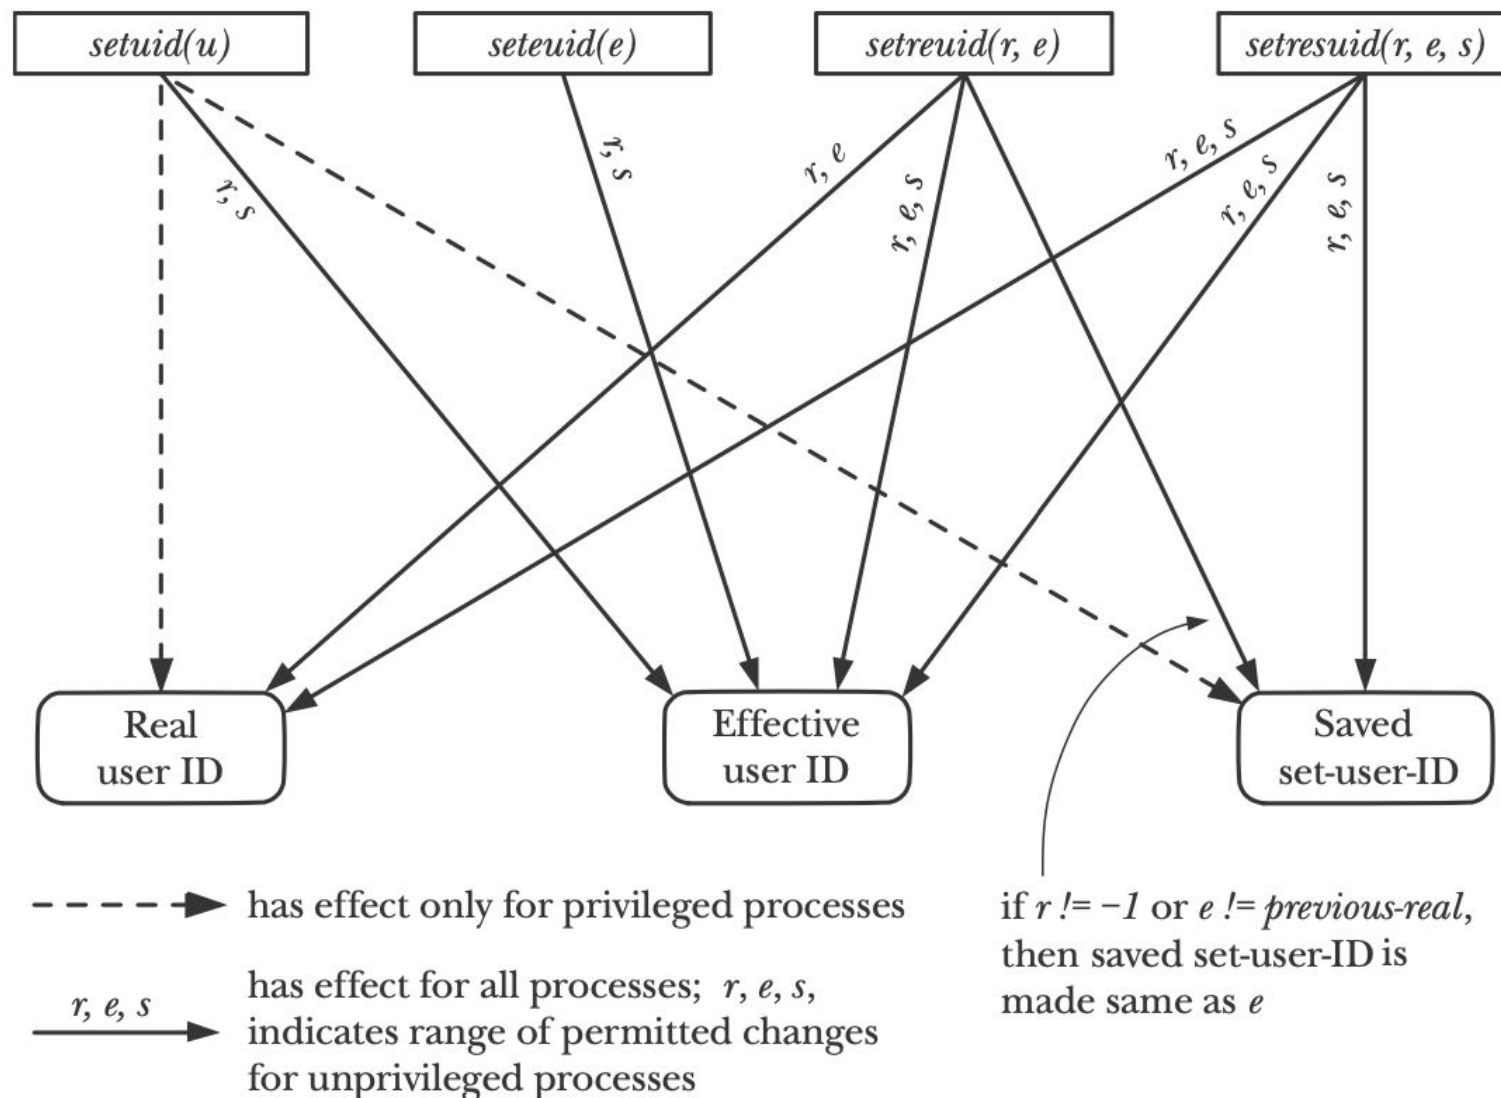 setuid(u)
seteuid(e)
setreuid(r, e)
setresuid(r, e, s)
r, s
r, s
r, e
r, e, s
r, e, s
r, e, s
r, e, s
Real
user ID
Effective
user ID
Saved
set-user-ID
has effect only for privileged processes
r, e, s
has effect for all processes; r, e, s,
indicates range of permitted changes
for unprivileged processes
if r != −1 or e != previous-real,
then saved set-user-ID is
made same as e